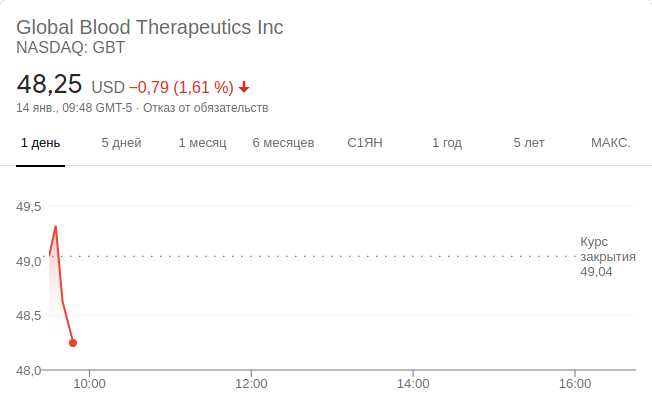 Global Blood Therapeutics Inc
NASDAQ: GBT
48,25 USD −0,79 (1,61 %)
14 янв., 09:48 GMT-5 · Отказ от обязательств
1 день 5 дней 1 месяц 6 месяцев С1ЯН 1 год 5 лет МАКС.
49,5
Курс
закрытия
49,04
49,0
48,5
48,0
10:00 12:00 14:00 16:00